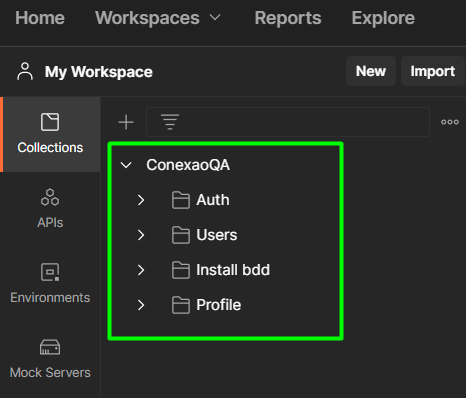 Home Workspaces Reports Explore
My Workspace New Import
Collections
APIs
Environments
Mock Servers
ConexaoQA
Auth
Users
Install bdd
Profile